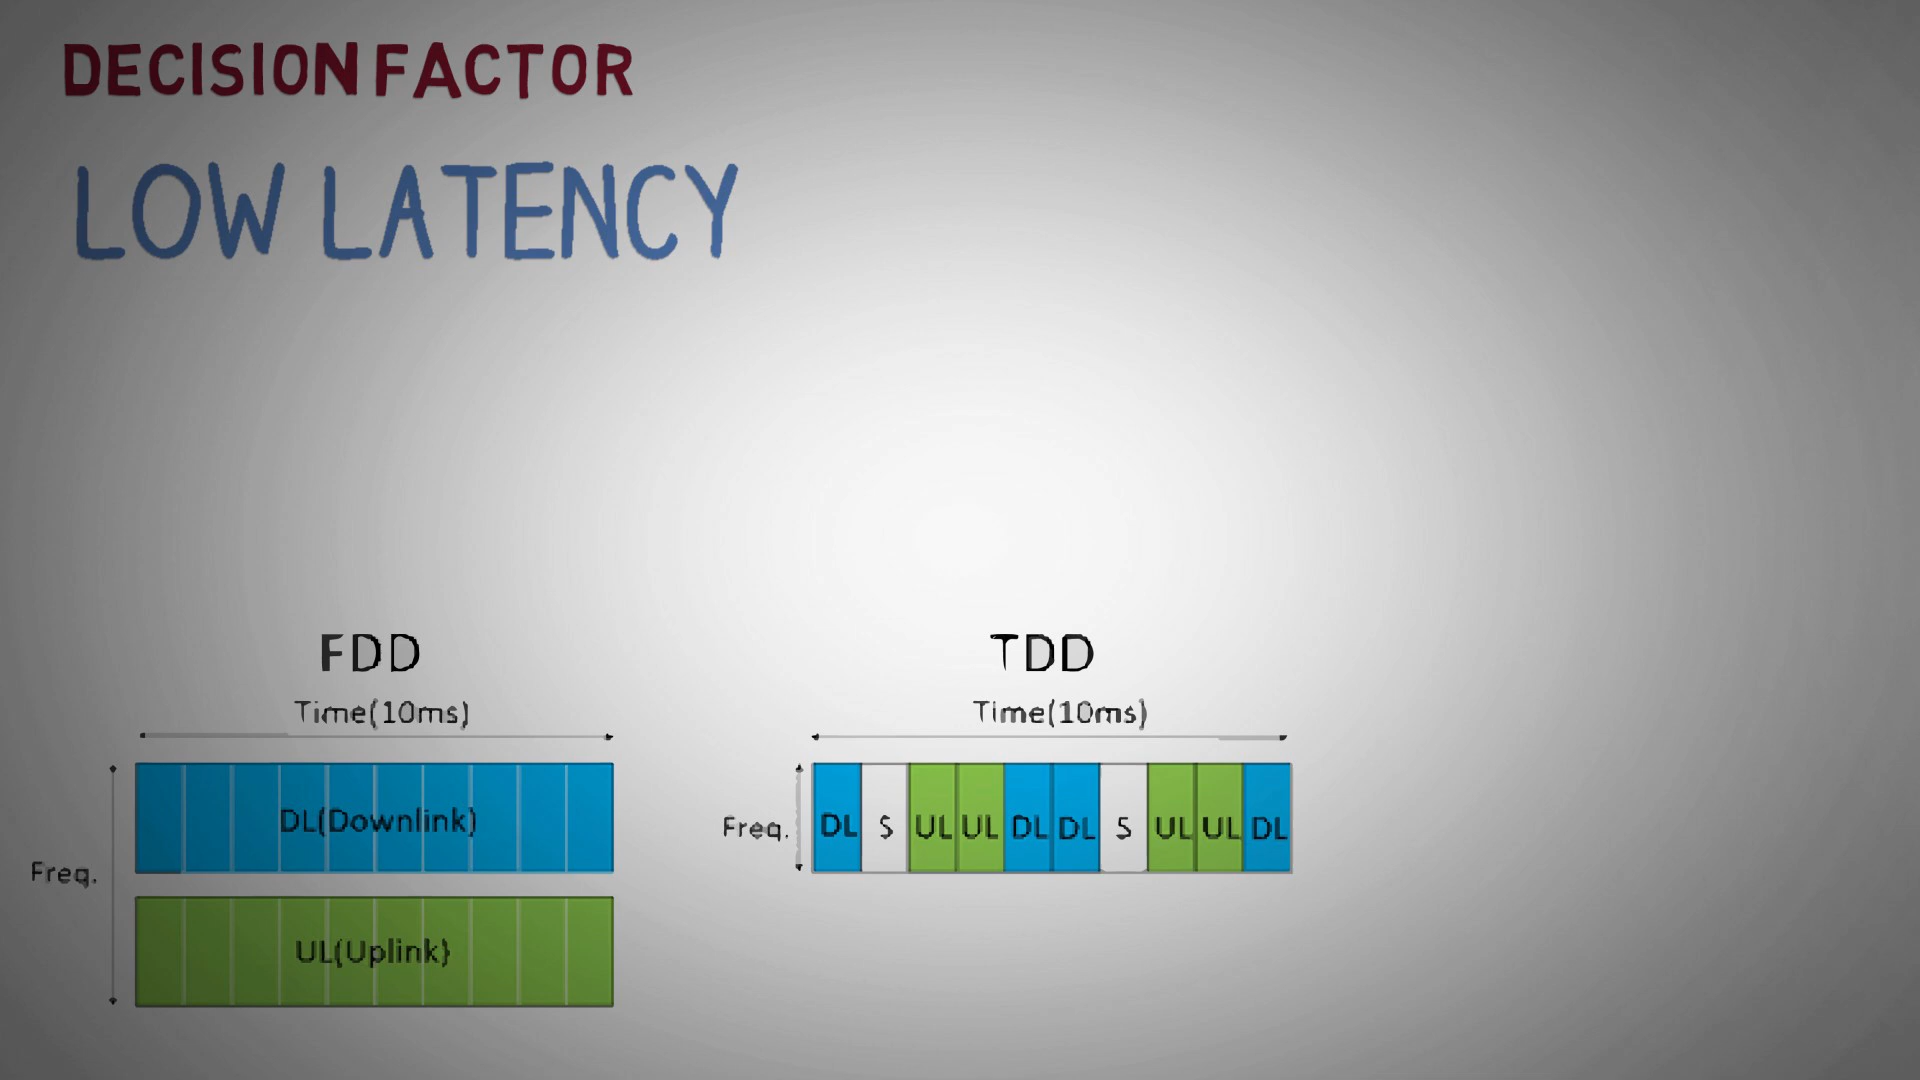 DECISION FACTOR
LOW LATENCY
FDD
Time(10ms)
Freq.
DL(Downlink)
UL(Uplink)
TDD
Time(10ms)
Freq.
DL S UL UL DL DL S UL UL DL